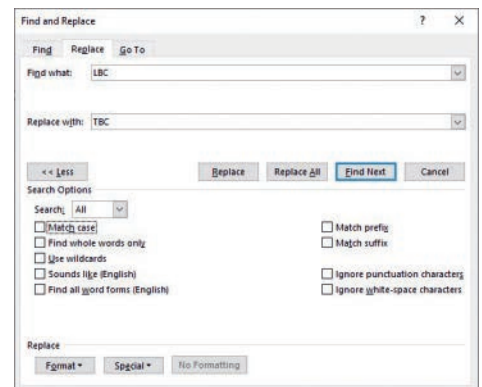 Find and Replace ? ×
Find Replace Go To
Find what: LBC
Replace with: TBC
<< Less Replace Replace All Find Next Cancel
Search Options
Search: All
Match case Match prefix
Find whole words only Match suffix
Use wildcards
Sounds like (English) Ignore punctuation characters
Find all word forms (English) Ignore white-space characters
Replace
Format Special No Formatting